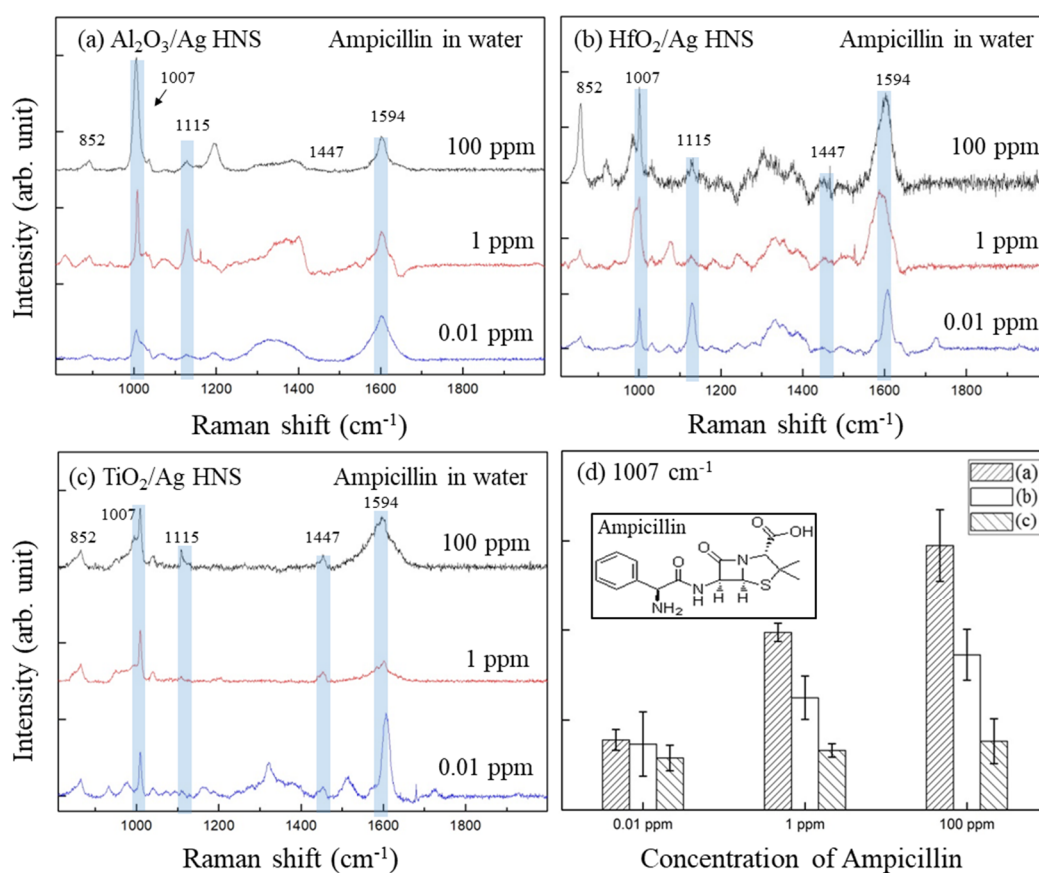 (a) Al₂O₃/Ag HNS Ampicillin in water
1007
852
1115
1447
1594
100 ppm
1 ppm
0.01 ppm
Intensity (arb. unit)
1000 1200 1400 1600 1800
Raman shift (cm⁻¹)
(b) HfO₂/Ag HNS Ampicillin in water
852
1007
1115
1447
1594
100 ppm
1 ppm
0.01 ppm
Intensity (arb. unit)
1000 1200 1400 1600 1800
Raman shift (cm⁻¹)
(c) TiO₂/Ag HNS Ampicillin in water
852
1007
1115
1447
1594
100 ppm
1 ppm
0.01 ppm
Intensity (arb. unit)
1000 1200 1400 1600 1800
Raman shift (cm⁻¹)
(d) 1007 cm⁻¹
(a)
(b)
(c)
Ampicillin
O
OH
O
O
N
NH
S
H
H
NH₂
0.01 ppm 1 ppm 100 ppm
Concentration of Ampicillin